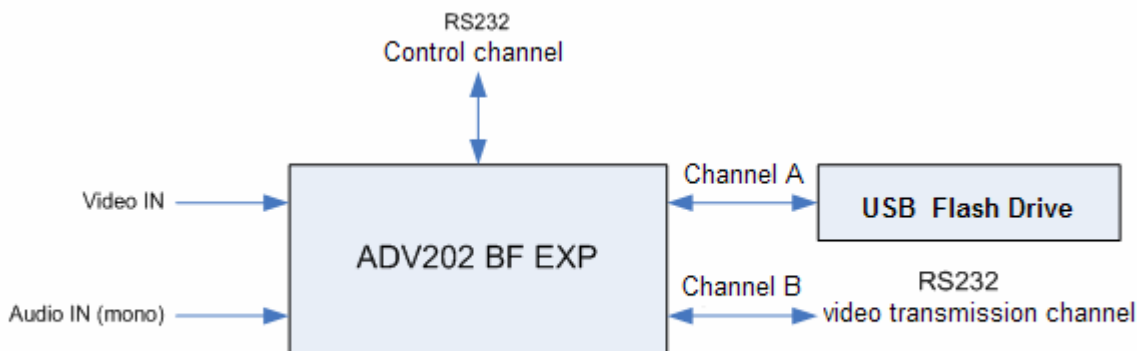 RS232
Control channel
Channel A
Video IN
USB Flash Drive
ADV202 BF EXP
Channel B
RS232
Audio IN (mono)
video transmission channel